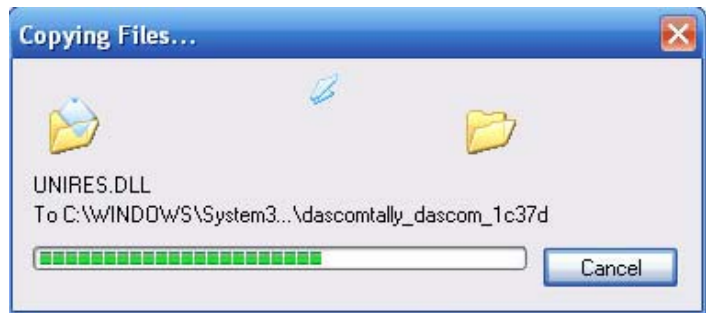 Copying Files...
UNIRES.DLL
To C:\WINDOWS\System3...\dascomtally_dascom_1c37d
Cancel